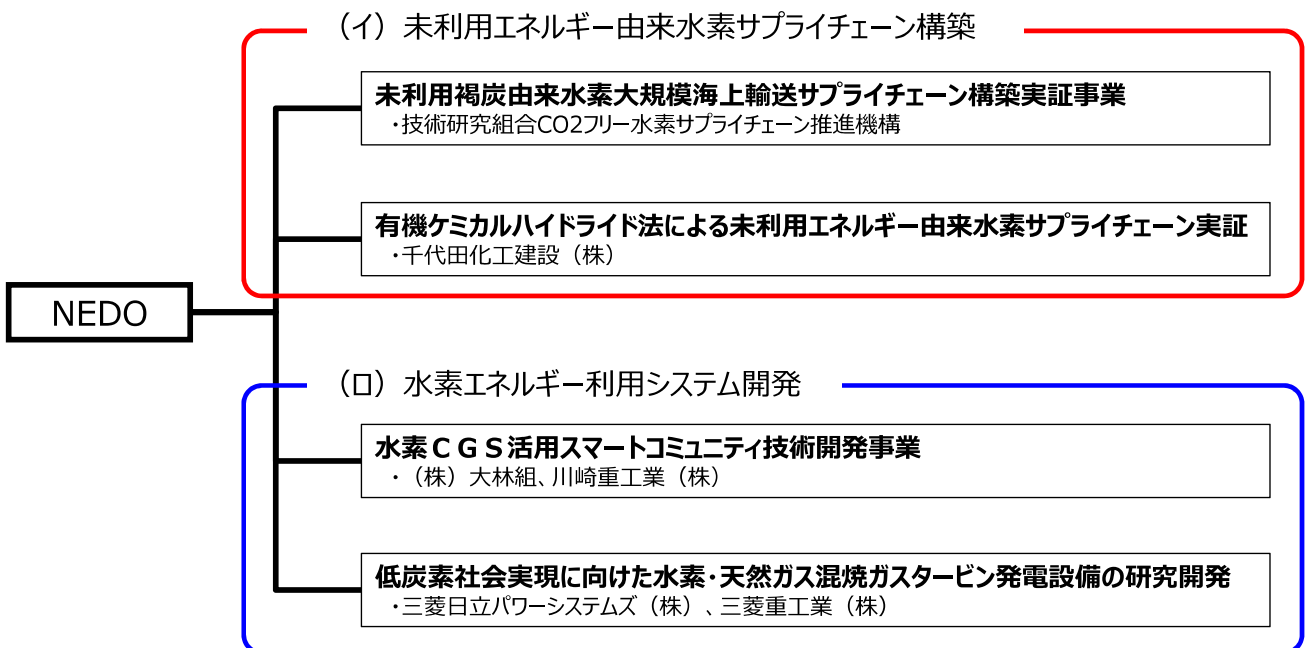 （イ）未利用エネルギー由来水素サプライチェーン構築
未利用褐炭由来水素大規模海上輸送サプライチェーン構築実証事業
・技術研究組合CO2フリー水素サプライチェーン推進機構
有機ケミカルハイドライド法による未利用エネルギー由来水素サプライチェーン実証
・千代田化工建設（株）
NEDO
（ロ）水素エネルギー利用システム開発
水素ＣＧＳ活用スマートコミュニティ技術開発事業
・（株）大林組、川崎重工業（株）
低炭素社会実現に向けた水素・天然ガス混焼ガスタービン発電設備の研究開発
・三菱日立パワーシステムズ（株）、三菱重工業（株）